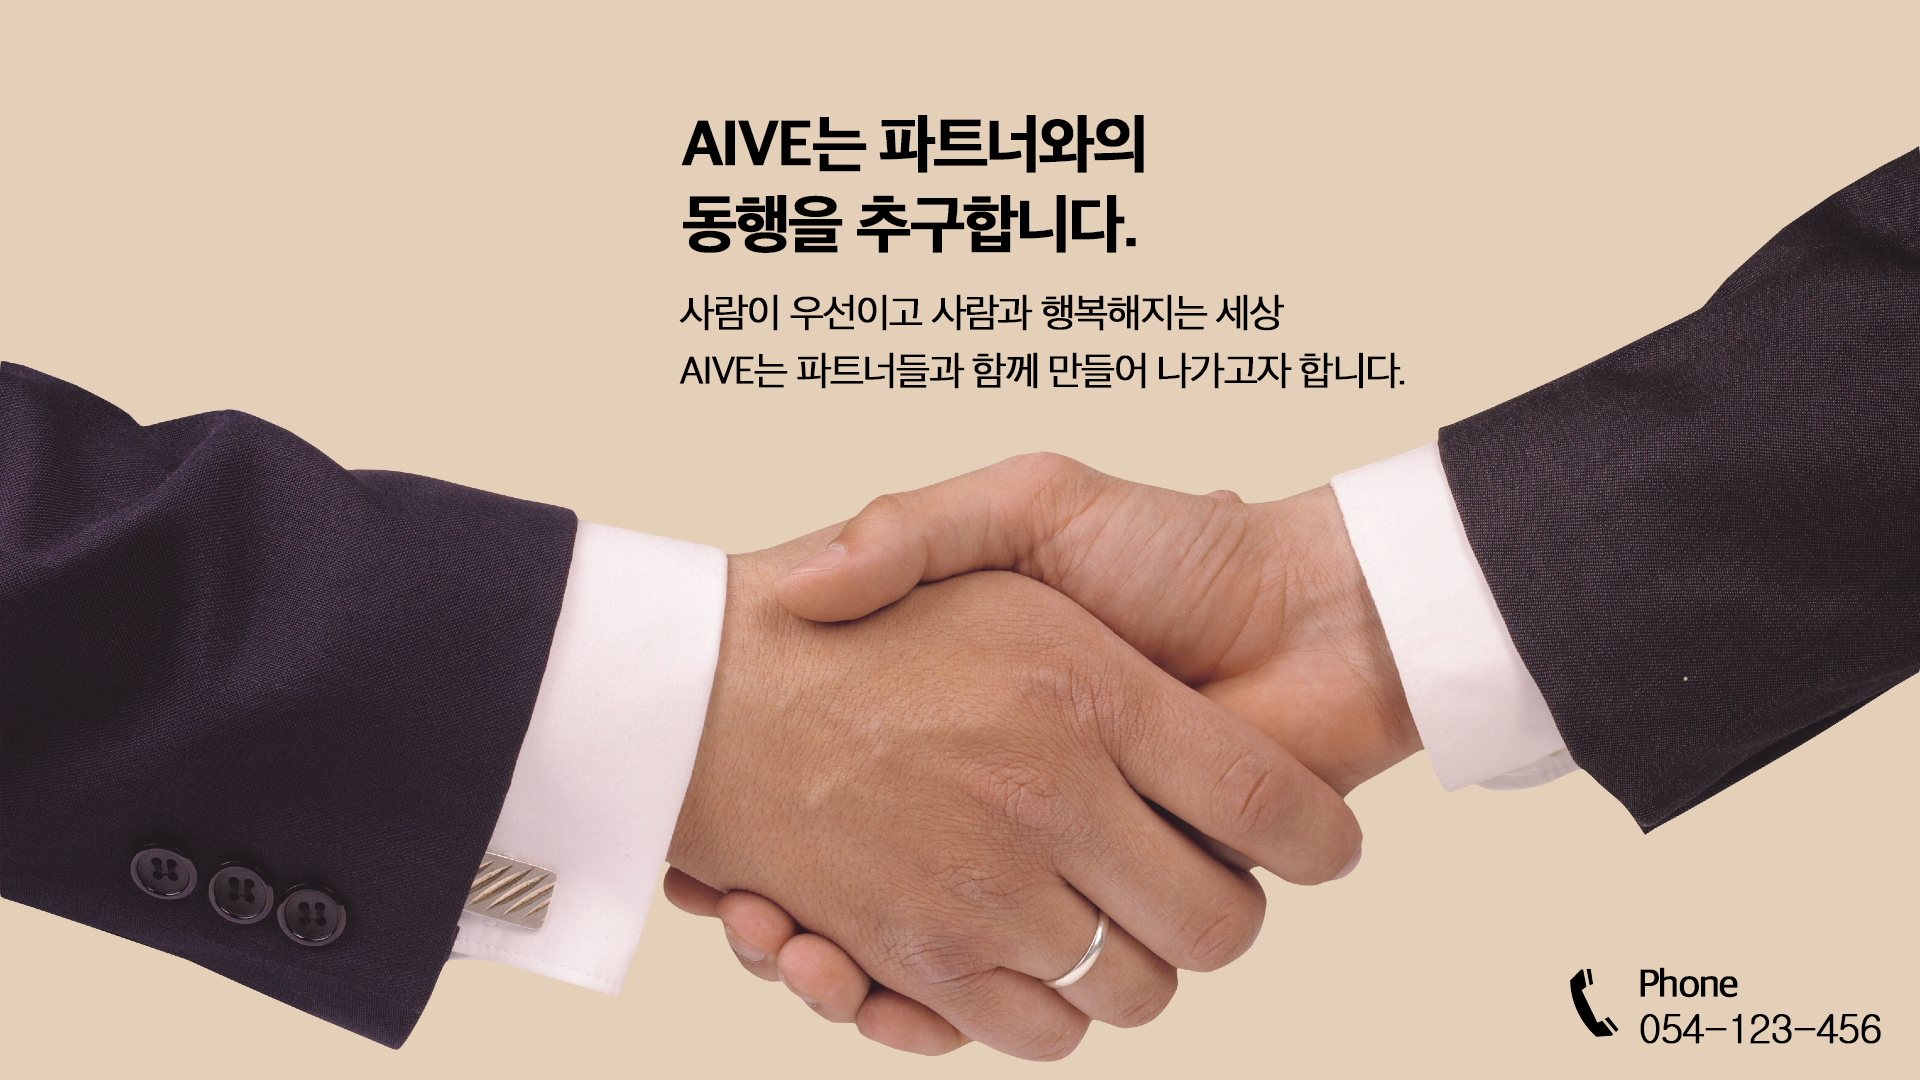 AIVE는 파트너와의
동행을 추구합니다.
사람이 우선이고 사람과 행복해지는 세상
AIVE는 파트너들과 함께 만들어 나가고자 합니다.
Phone
054-123-456